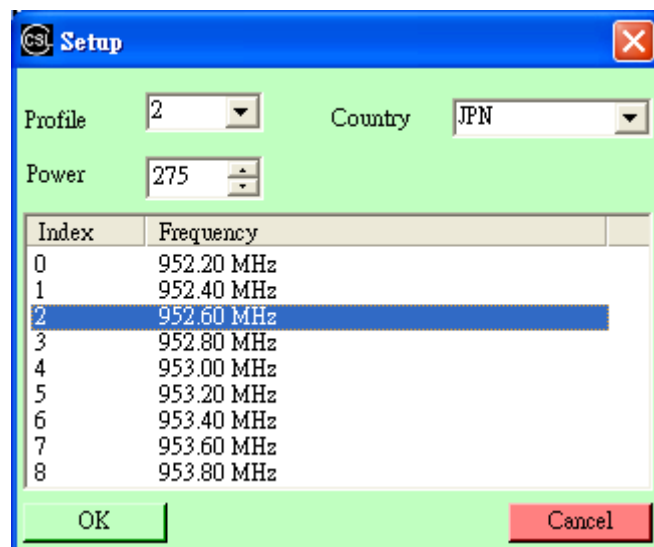 CSL Setup
Profile 2 Country JPN
Power 275
Index Frequency
0 952.20 MHz
1 952.40 MHz
2 952.60 MHz
3 952.80 MHz
4 953.00 MHz
5 953.20 MHz
6 953.40 MHz
7 953.60 MHz
8 953.80 MHz
OK Cancel